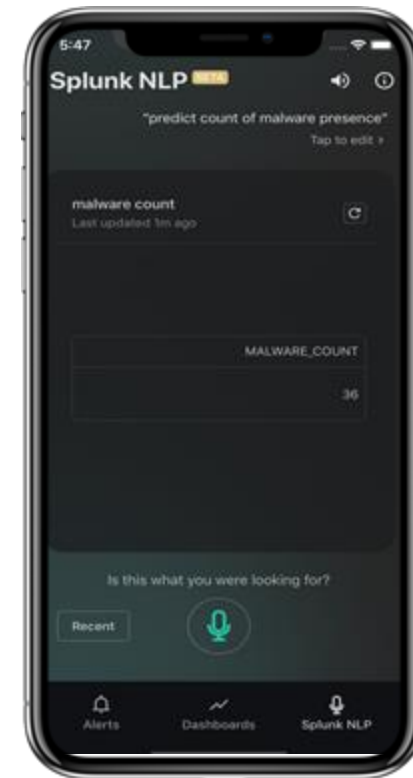 5:47
Splunk NLP BETA
"predict count of malware presence"
Tap to edit >
malware count
Last updated 1m ago
MALWARE_COUNT
36
Is this what you were looking for?
Recent
Alerts
Dashboards
Splunk NLP